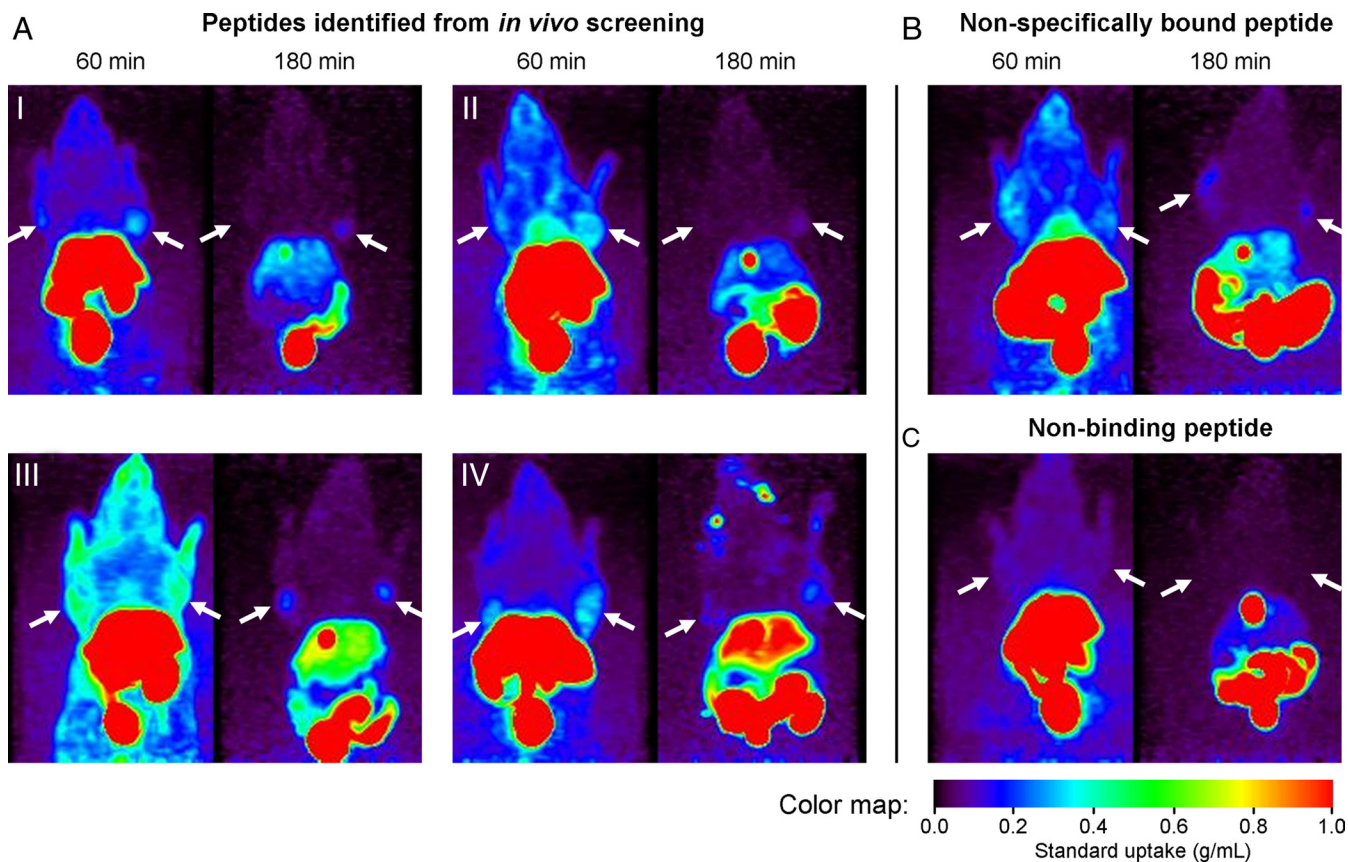 A Peptides identified from in vivo screening
60 min 180 min 60 min 180 min
I II
III IV
B Non-specifically bound peptide
60 min 180 min
C Non-binding peptide
Color map:
0.0 0.2 0.4 0.6 0.8 1.0
Standard uptake (g/mL)